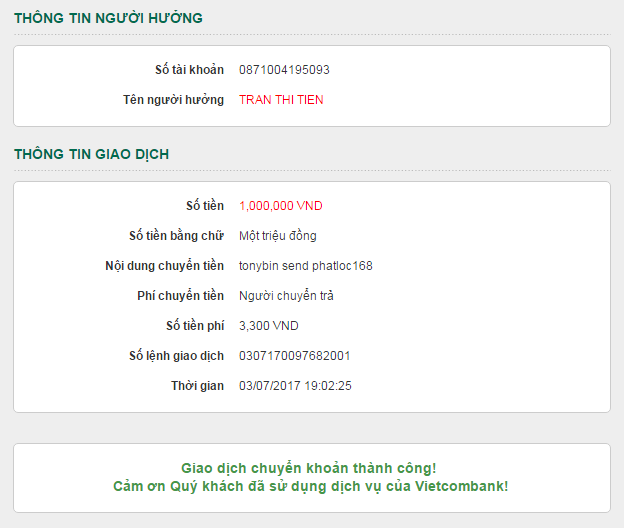 THÔNG TIN NGƯỜI HƯỞNG
Số tài khoản 0871004195093
Tên người hưởng TRAN THI TIEN
THÔNG TIN GIAO DỊCH
Số tiền 1,000,000 VND
Số tiền bằng chữ Một triệu đồng
Nội dung chuyển tiền tonybin send phatloc168
Phí chuyển tiền Người chuyển trả
Số tiền phí 3,300 VND
Số lệnh giao dịch 0307170097682001
Thời gian 03/07/2017 19:02:25
Giao dịch chuyển khoản thành công!
Cảm ơn Quý khách đã sử dụng dịch vụ của Vietcombank!